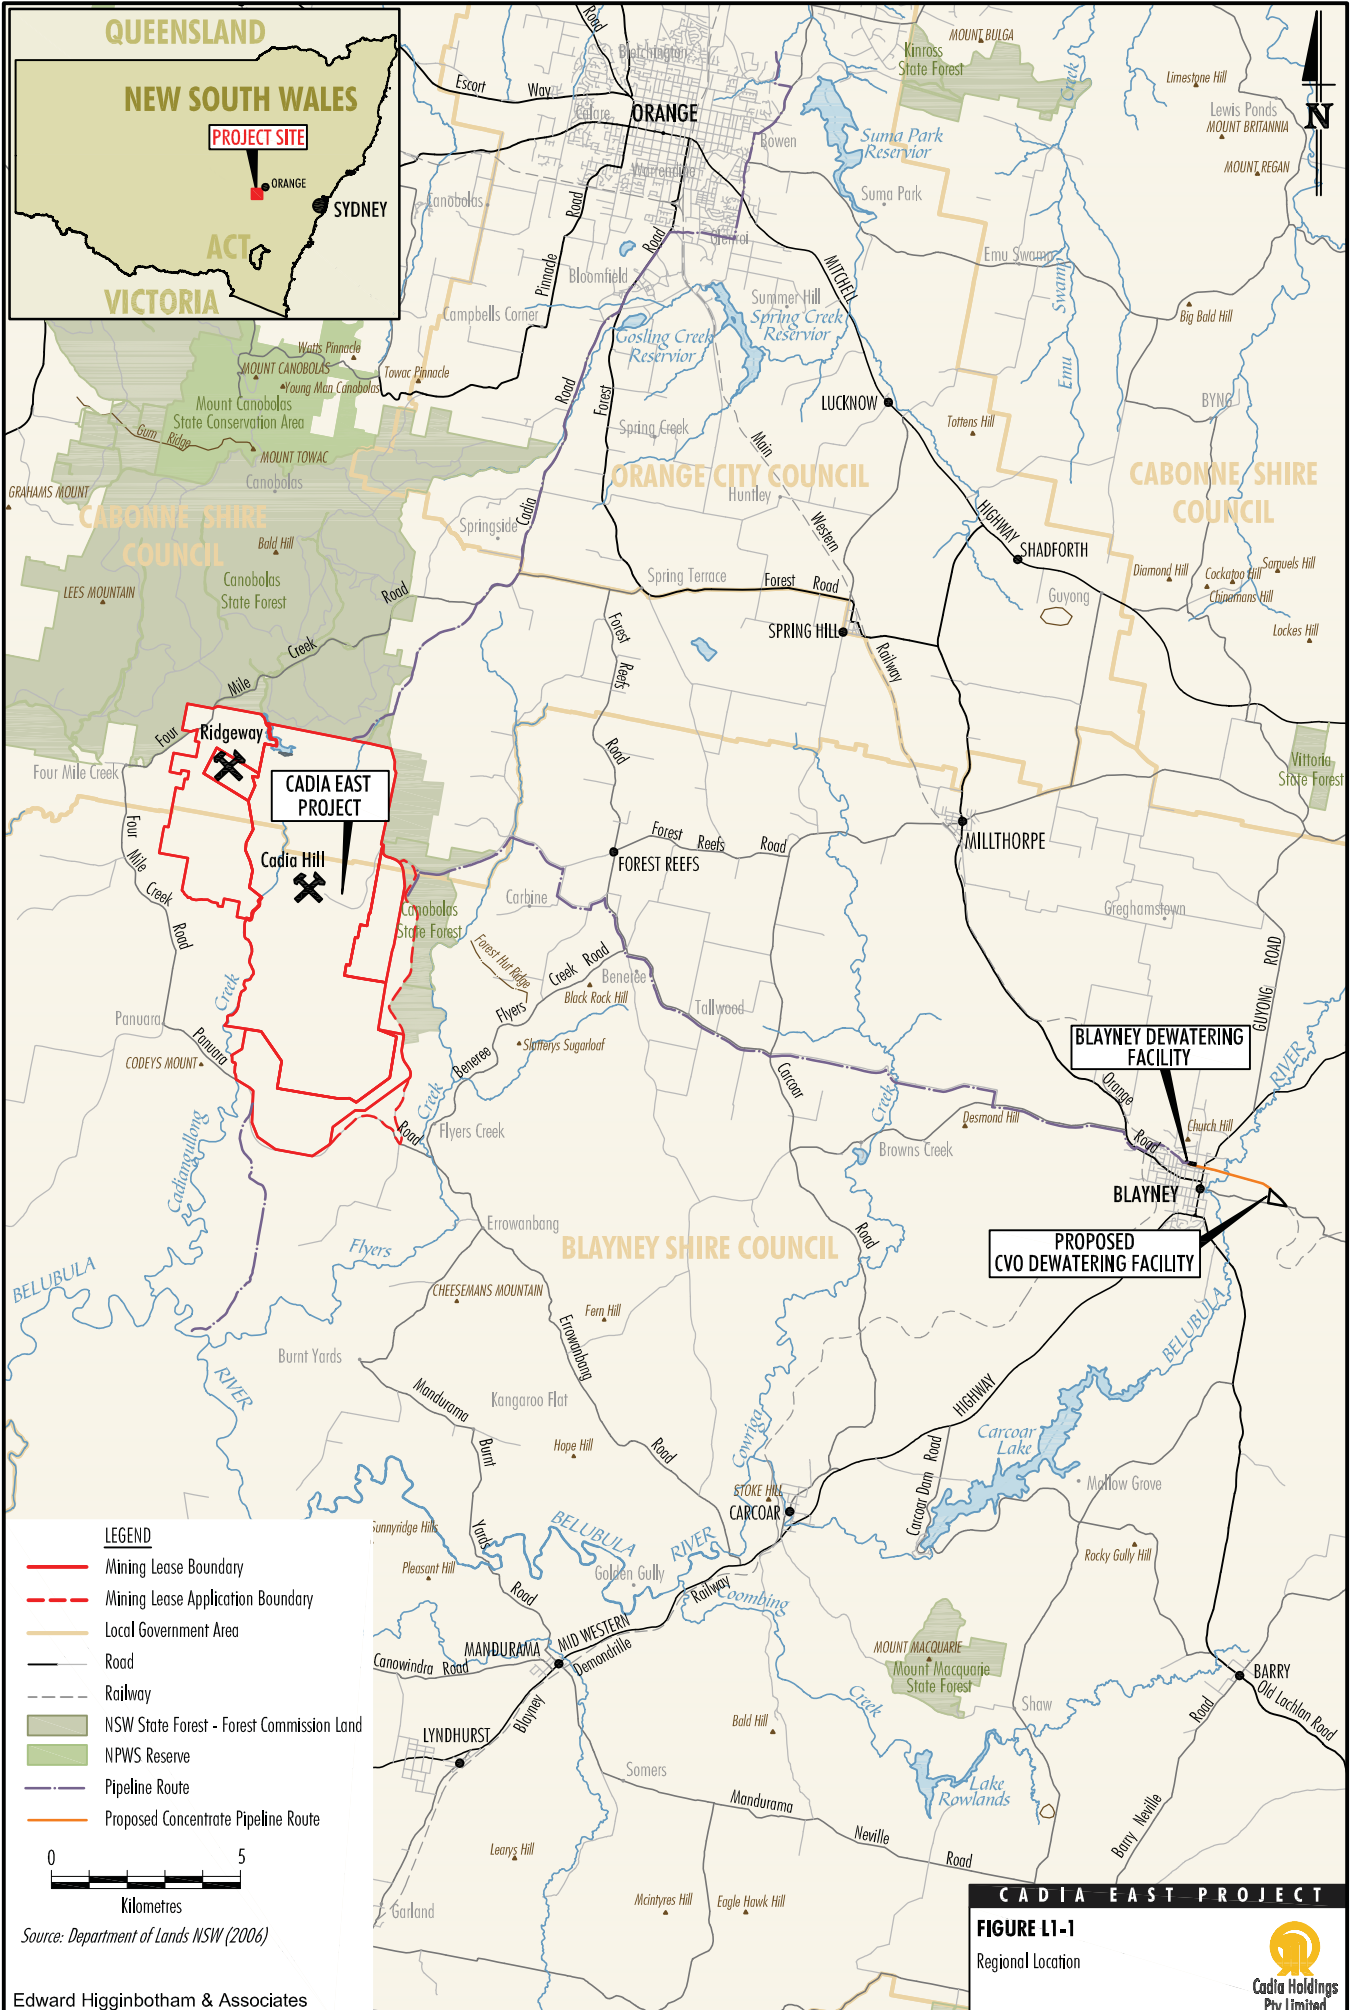 QUEENSLAND
NEW SOUTH WALES
PROJECT SITE
ORANGE
SYDNEY
ACT
VICTORIA
N
Road
Bletchington
Escort Way
Calare
ORANGE
Bowen
Warrendine
Canobolas
Glenroi
Road
Pinnacle
Road
Bloomfield
Suma Park
Reservior
Suma Park
Kinross
State Forest
MOUNT BULGA
Creek
Limestone Hill
Lewis Ponds
MOUNT BRITANNIA
MOUNT REGAN
Emu Swamp
Swamp
Emu
Big Bald Hill
MITCHELL
Summer Hill
Spring Creek
Reservior
Gosling Creek
Reservior
Campbells Corner
Watts Pinnacle
MOUNT CANOBOLAS
Young Man Canobolas
Towac Pinnacle
Mount Canobolas
State Conservation Area
Gum Ridge
MOUNT TOWAC
Canobolas
GRAHAMS MOUNT
CABONNE SHIRE
COUNCIL
Bald Hill
Canobolas
State Forest
LEES MOUNTAIN
Road
Forest
Spring Creek
LUCKNOW
Tottens Hill
BYNG
Main
Western
ORANGE CITY COUNCIL
Huntley
CABONNE SHIRE
COUNCIL
HIGHWAY
SHADFORTH
Springside
Cadia
Spring Terrace
Forest Road
Diamond Hill
Cockatoo Hill
Samuels Hill
Chinamans Hill
Guyong
Lockes Hill
SPRING HILL
Railway
Road
Creek
Mile
Four
Forest
Reefs
Road
Ridgeway
Four Mile Creek
CADIA EAST
PROJECT
Cadia Hill
Four
Mile
Creek
Road
Vittoria
State Forest
MILLTHORPE
Forest Reefs Road
FOREST REEFS
Carbine
Canobolas
State Forest
Greghamstown
Forest Hut Ridge
Beneree
Black Rock Hill
Beneree Flyers Creek Road
Tallwood
Slatterys Sugarloaf
GUYONG ROAD
Creek
Panuara
Panuara
CODEYS MOUNT
Road
Creek
Flyers Creek
Cadiangullong
BLAYNEY DEWATERING
FACILITY
RIVER
Orange
Road
Church Hill
Carcoar
Creek
Desmond Hill
Browns Creek
BLAYNEY
PROPOSED
CVO DEWATERING FACILITY
Errowanbang
BLAYNEY SHIRE COUNCIL
Flyers
BELUBULA
RIVER
CHEESEMANS MOUNTAIN
Fern Hill
Errowanbang
Road
Road
BELUBULA
Burnt Yards
Mandurama
Burnt
Yards
Road
Kangaroo Flat
Hope Hill
HIGHWAY
Carcoar
Lake
Carcoar Dam Road
Mallow Grove
Cowriga
STOKE HILL
CARCOAR
Sunnyridge Hills
Pleasant Hill
BELUBULA RIVER
Golden Gully
Rocky Gully Hill
Railway
Coombing
Creek
MID WESTERN
Demondrille
MANDURAMA
Canowindra Road
Blayney
LYNDHURST
MOUNT MACQUARIE
Mount Macquarie
State Forest
Shaw
BARRY
Old Lachlan Road
Road
Barry Neville
Bald Hill
Somers
Lake
Rowlands
Mandurama
Neville
Road
Learys Hill
Mcintyres Hill
Eagle Hawk Hill
Garland
LEGEND
Mining Lease Boundary
Mining Lease Application Boundary
Local Government Area
Road
Railway
NSW State Forest - Forest Commission Land
NPWS Reserve
Pipeline Route
Proposed Concentrate Pipeline Route
0 5
Kilometres
Source: Department of Lands NSW (2006)
Edward Higginbotham & Associates
CADIA EAST PROJECT
FIGURE L1-1
Regional Location
Cadia Holdings
Pty Limited